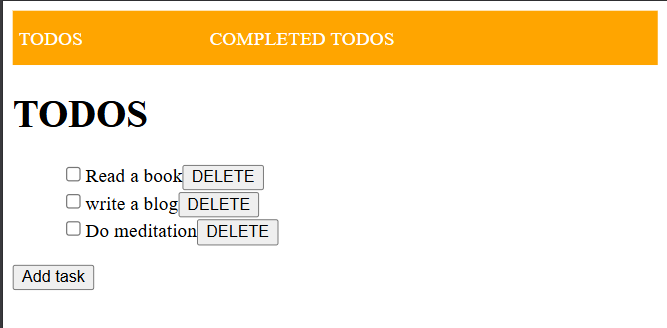 TODOS COMPLETED TODOS
TODOS
Read a book DELETE
write a blog DELETE
Do meditation DELETE
Add task